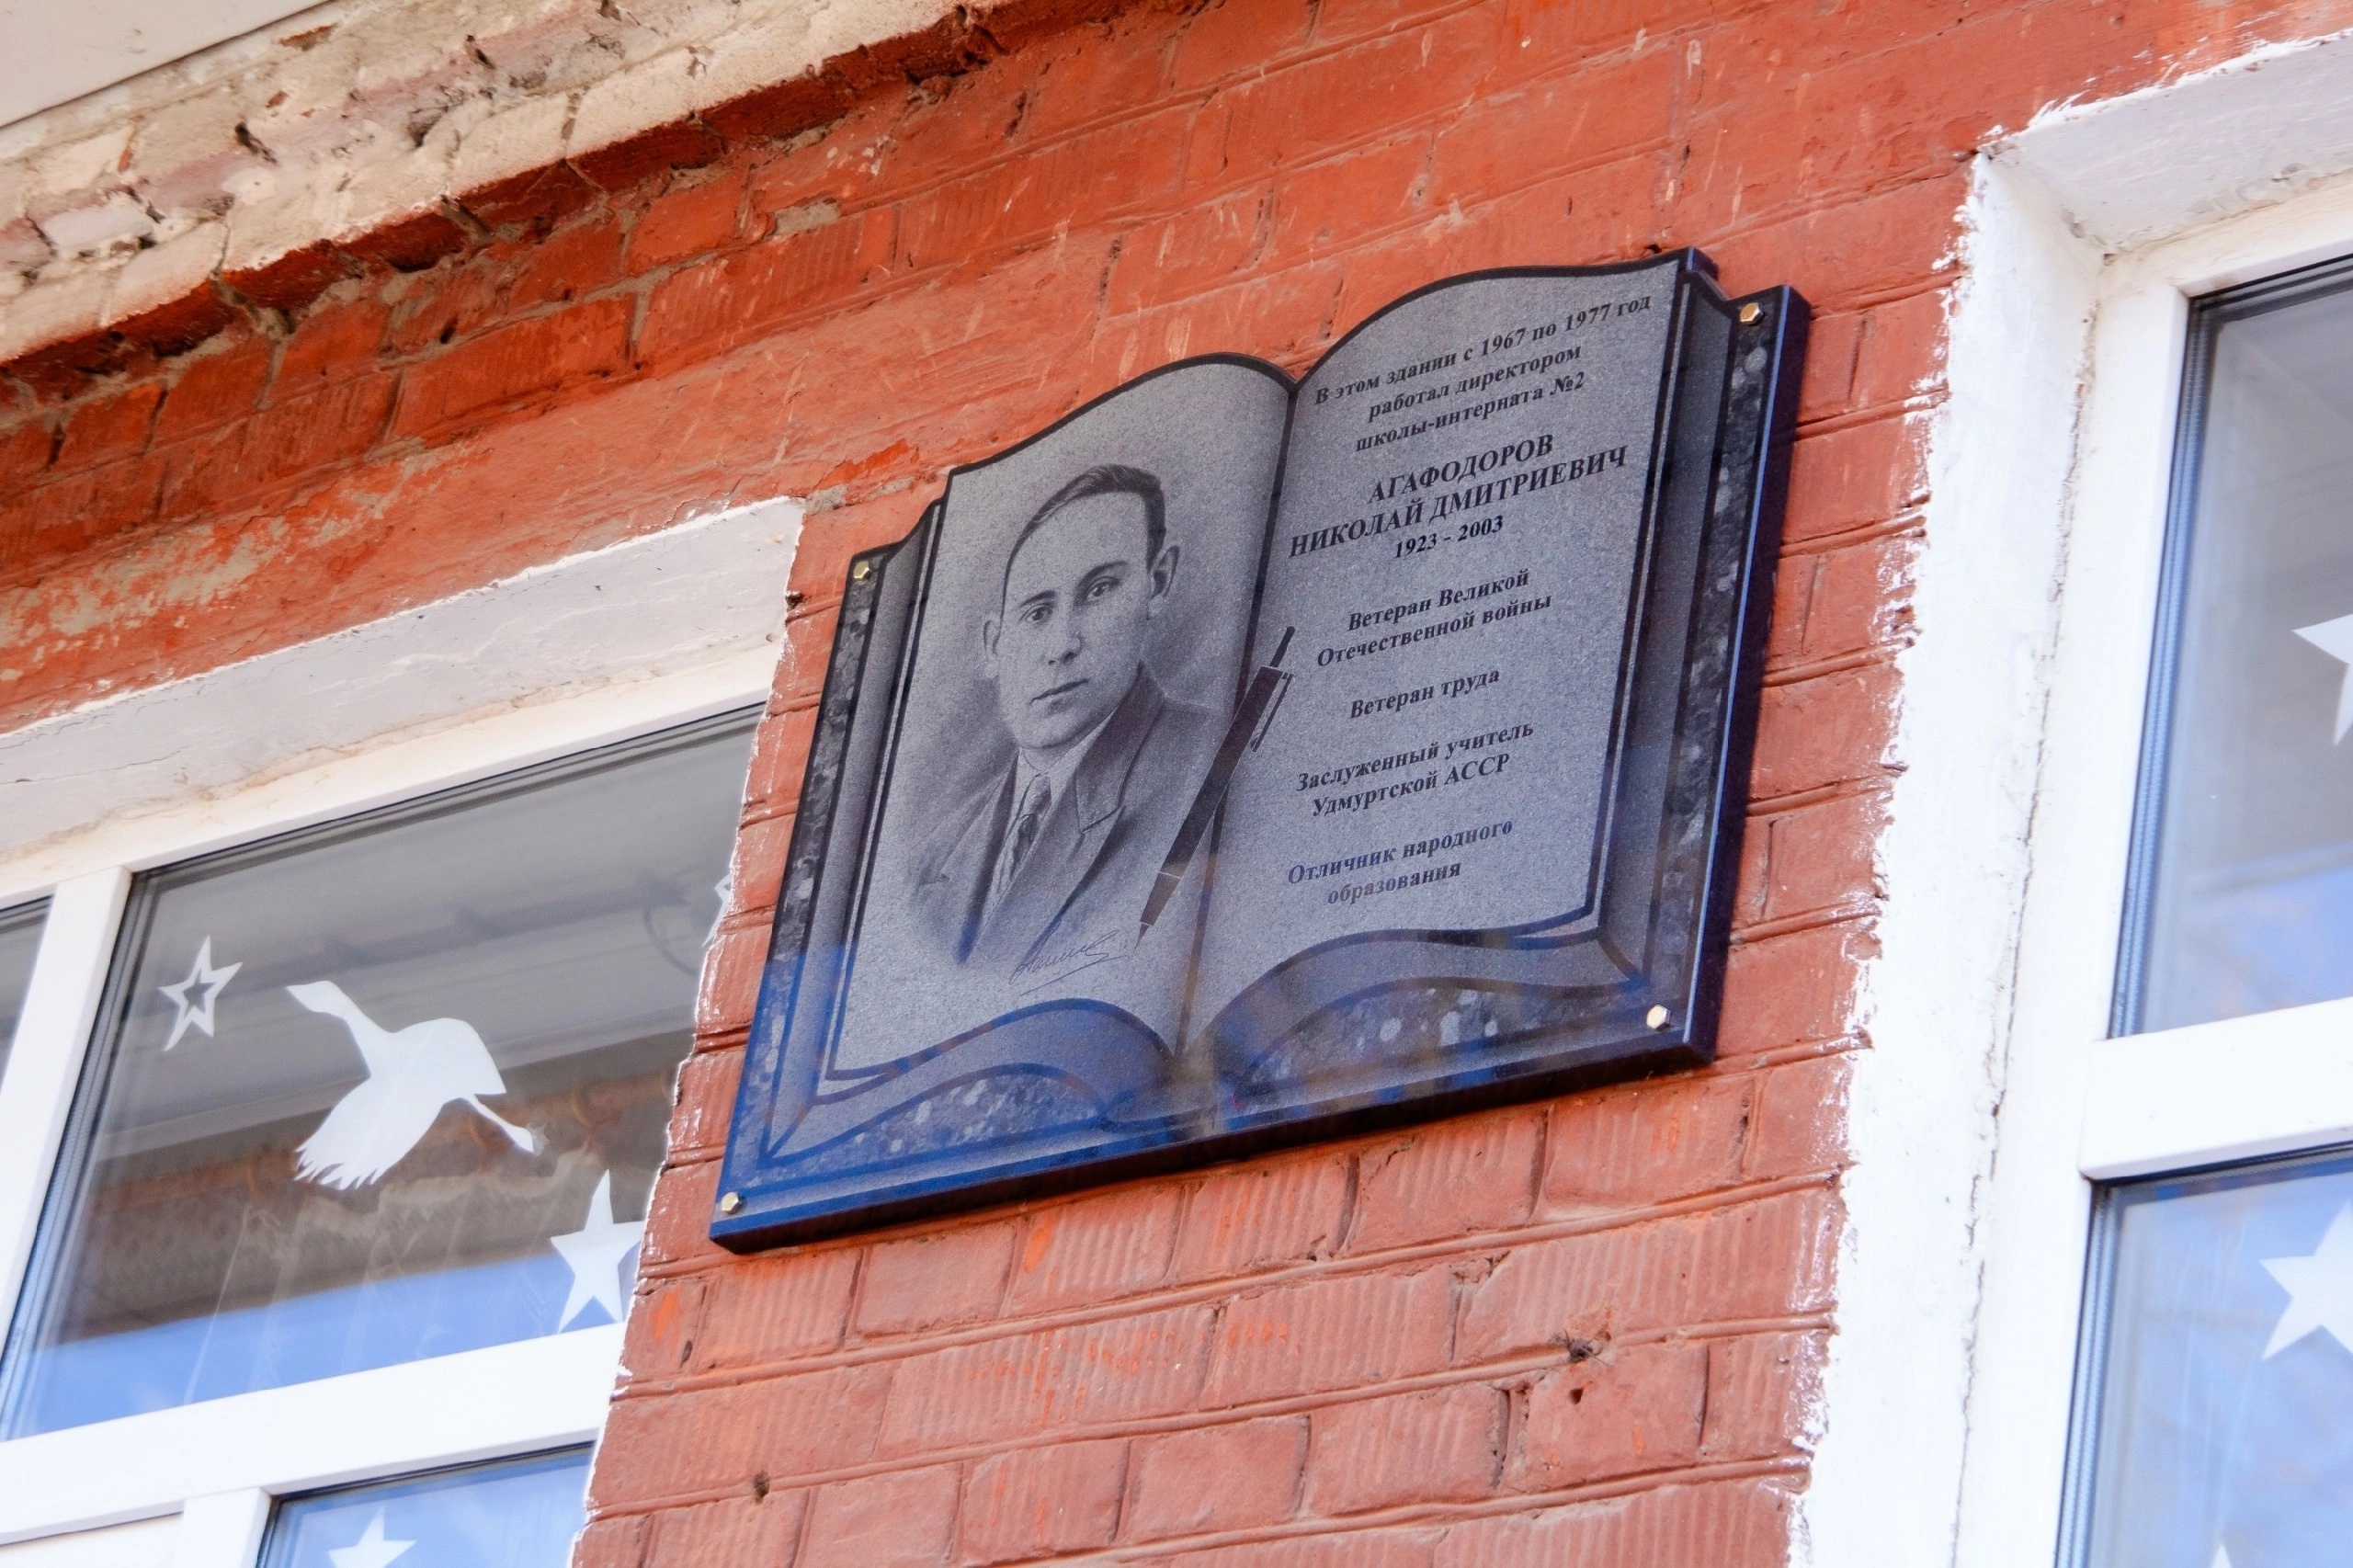 В этом здании с 1967 по 1977 год
работал директором
школы-интерната №2
АГАФОДОРОВ
НИКОЛАЙ ДМИТРИЕВИЧ
1923 - 2003
Ветеран Великой
Отечественной войны
Ветеран труда
Заслуженный учитель
Удмуртской АССР
Отличник народного
образования